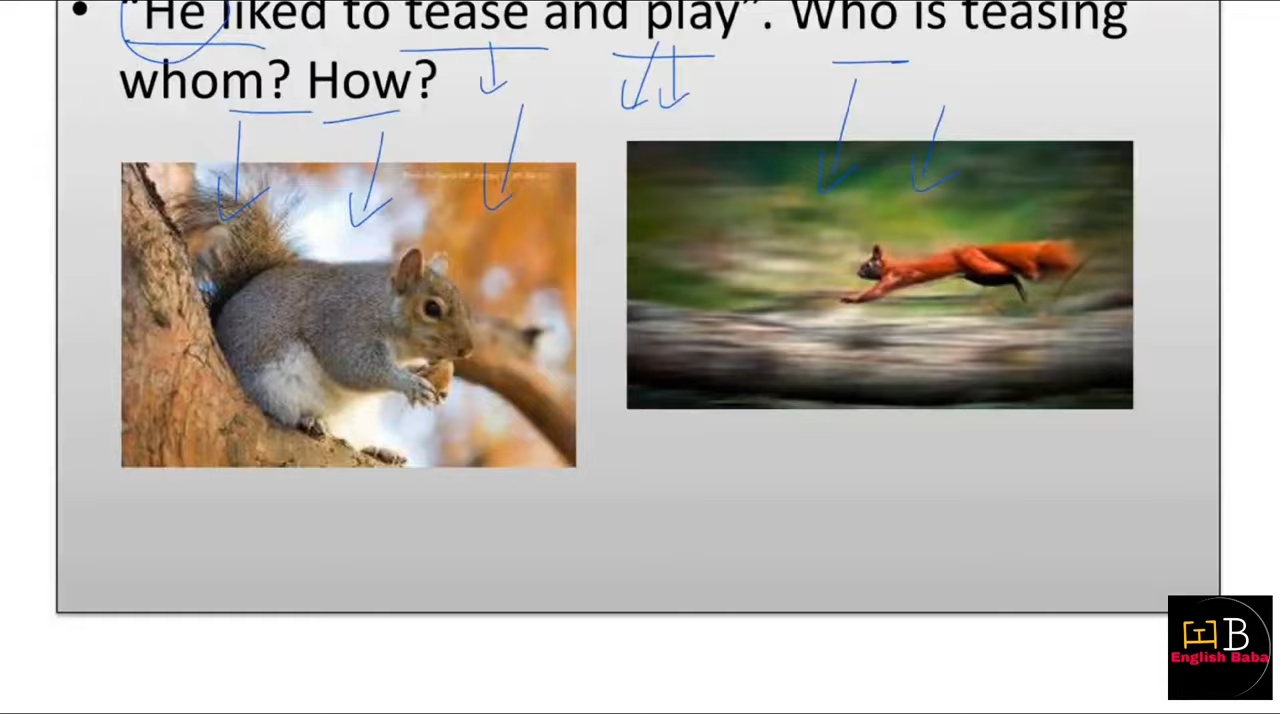 • “He liked to tease and play”. Who is teasing
whom? How?
B
English Baba